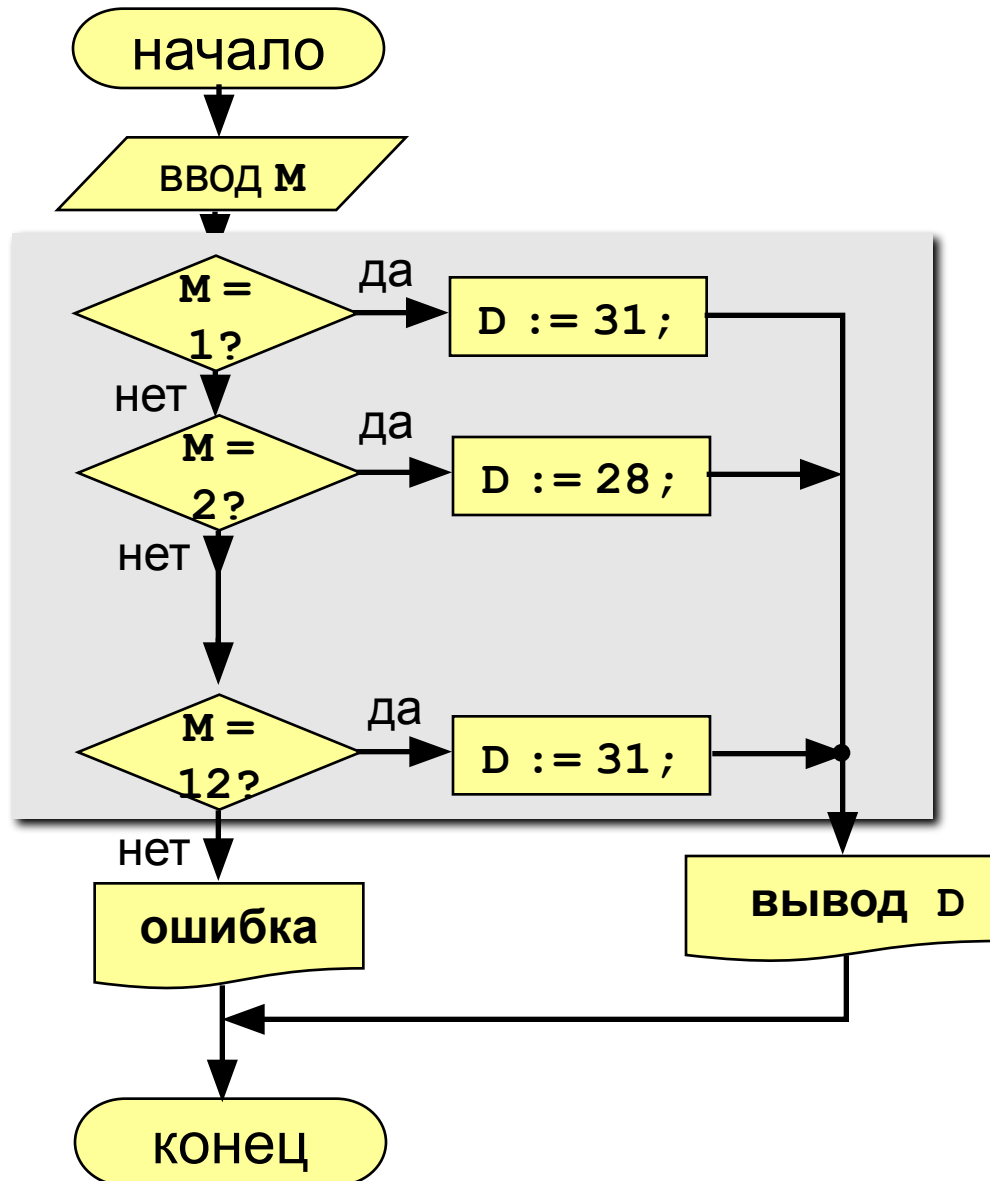 начало
ввод M
M =
1?
да
D := 31;
нет
M =
2?
да
D := 28;
нет
M =
12?
да
D := 31;
нет
ошибка
вывод D
конец